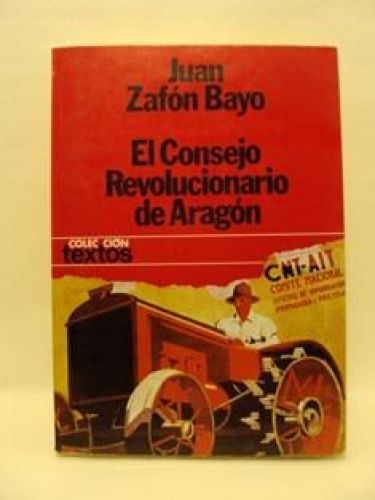 Juan
Zafón Bayo
El Consejo
Revolucionario
de Aragón
COLECCIÓN
textos
CNT-AIT
COMITE NACIONAL